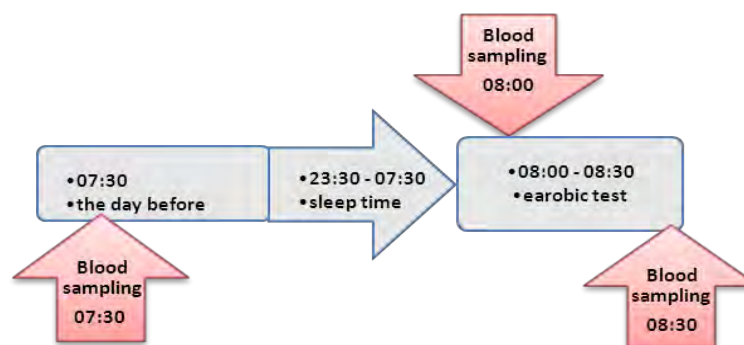 Blood
sampling
08:00
•07:30
•the day before
•23:30 - 07:30
•sleep time
•08:00 - 08:30
•earobic test
Blood
sampling
07:30
Blood
sampling
08:30